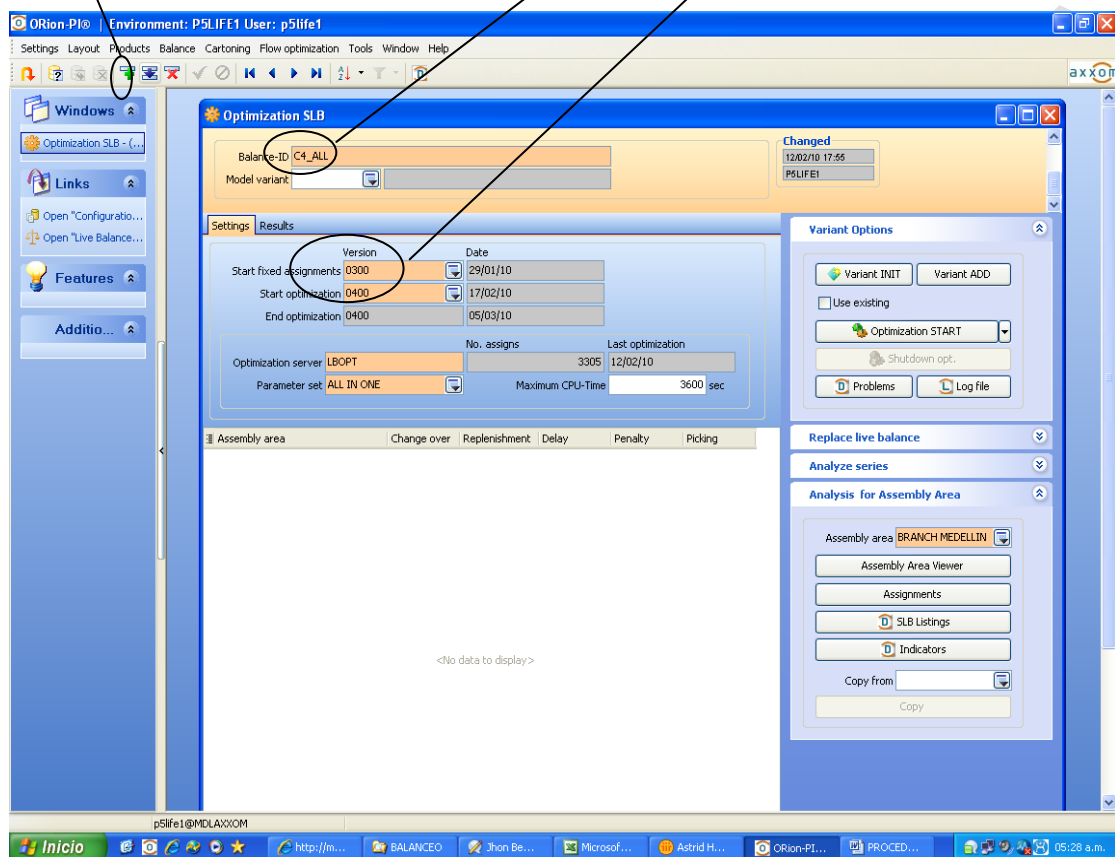 ORion-PI® | Environment: P5LIFE1 User: p5life1
Settings Layout Products Balance Cartoning Flow optimization Tools Window Help
axxom
Windows
Optimization SLB - (...
Links
Open "Configuratio...
Open "Live Balance...
Features
Additio...
Optimization SLB
Balance-ID C4_ALL
Model variant
Changed
12/02/10 17:55
P5LIFE1
Settings Results
Version Date
Start fixed assignments 0300 29/01/10
Start optimization 0400 17/02/10
End optimization 0400 05/03/10
No. assigns Last optimization
Optimization server LBOPT 3305 12/02/10
Parameter set ALL IN ONE Maximum CPU-Time 3600 sec
Assembly area Change over Replenishment Delay Penalty Picking
<No data to display>
Variant Options
Variant INIT Variant ADD
Use existing
Optimization START
Shutdown opt.
Problems Log file
Replace live balance
Analyze series
Analysis for Assembly Area
Assembly area BRANCH MEDELLIN
Assembly Area Viewer
Assignments
SLB Listings
Indicators
Copy from
Copy
p5life1@MDLAXXOM
Inicio http://m... BALANCEO Jhon Be... Microsof... Astrid H... ORion-PI... PROCED... 05:28 a.m.